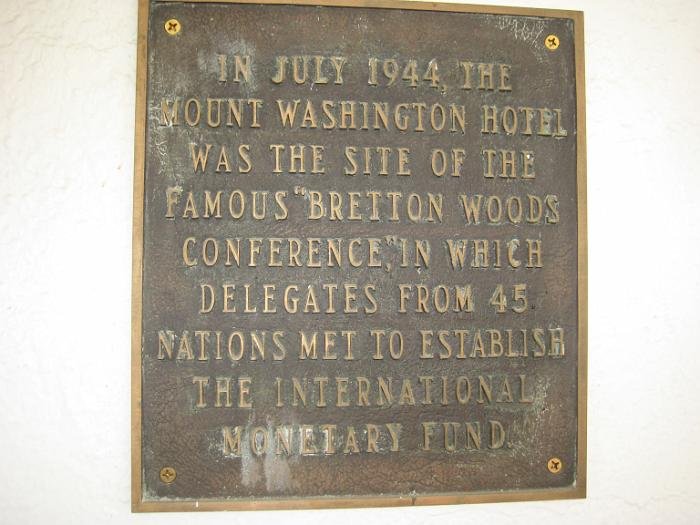 IN JULY 1944, THE
MOUNT WASHINGTON HOTEL
WAS THE SITE OF THE
FAMOUS "BRETTON WOODS
CONFERENCE," IN WHICH
DELEGATES FROM 45
NATIONS MET TO ESTABLISH
THE INTERNATIONAL
MONETARY FUND.